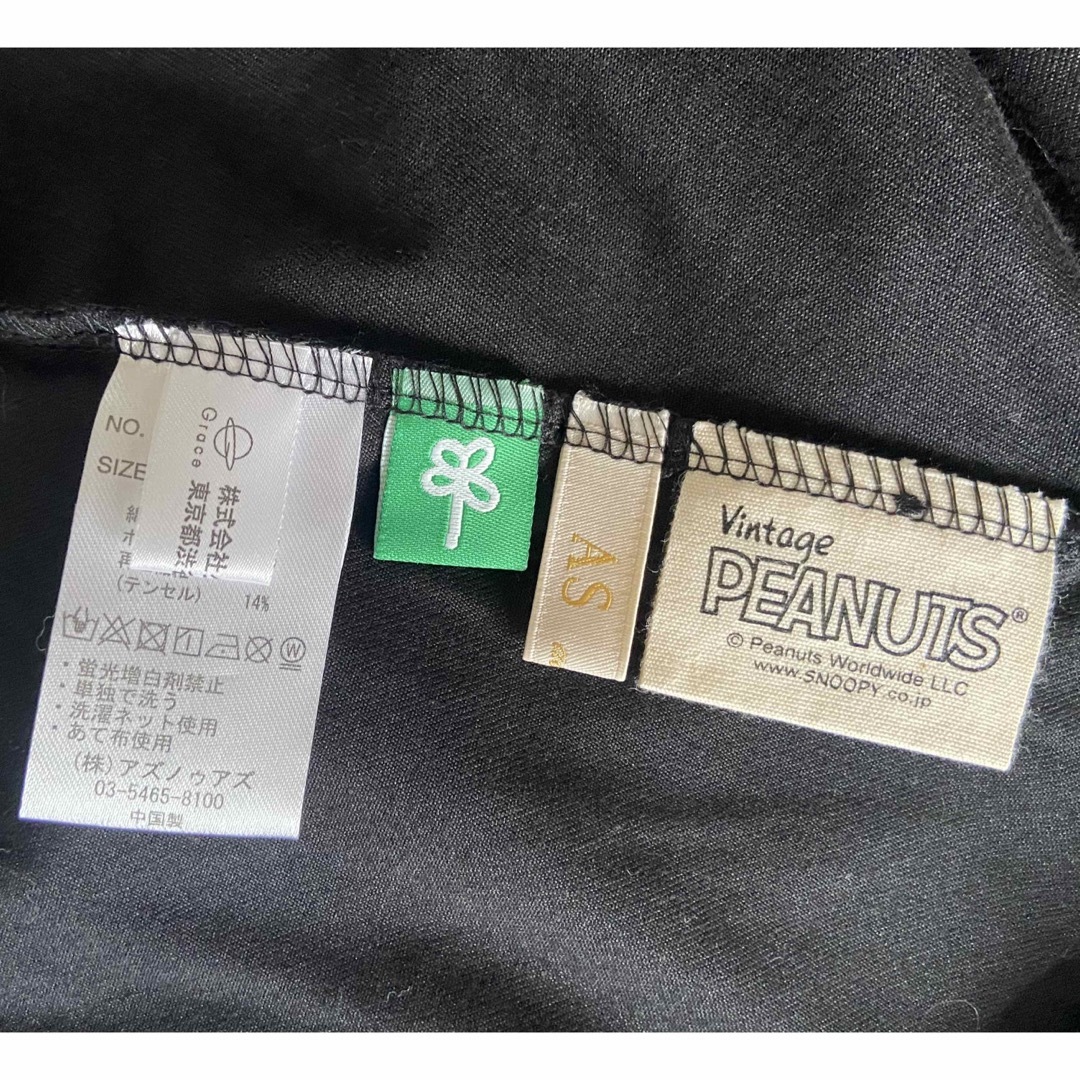 NO.
SIZE
(テンセル) 14%
W
・蛍光増白剤禁止
・単独で洗う
・洗濯ネット使用
・あて布使用
(株)アズノゥアズ
03-5465-8100
中国製
Grace
株式会社
東京都渋
AS
Vintage
PEANUTS®
© Peanuts Worldwide LLC
www.SNOOPY.co.jp